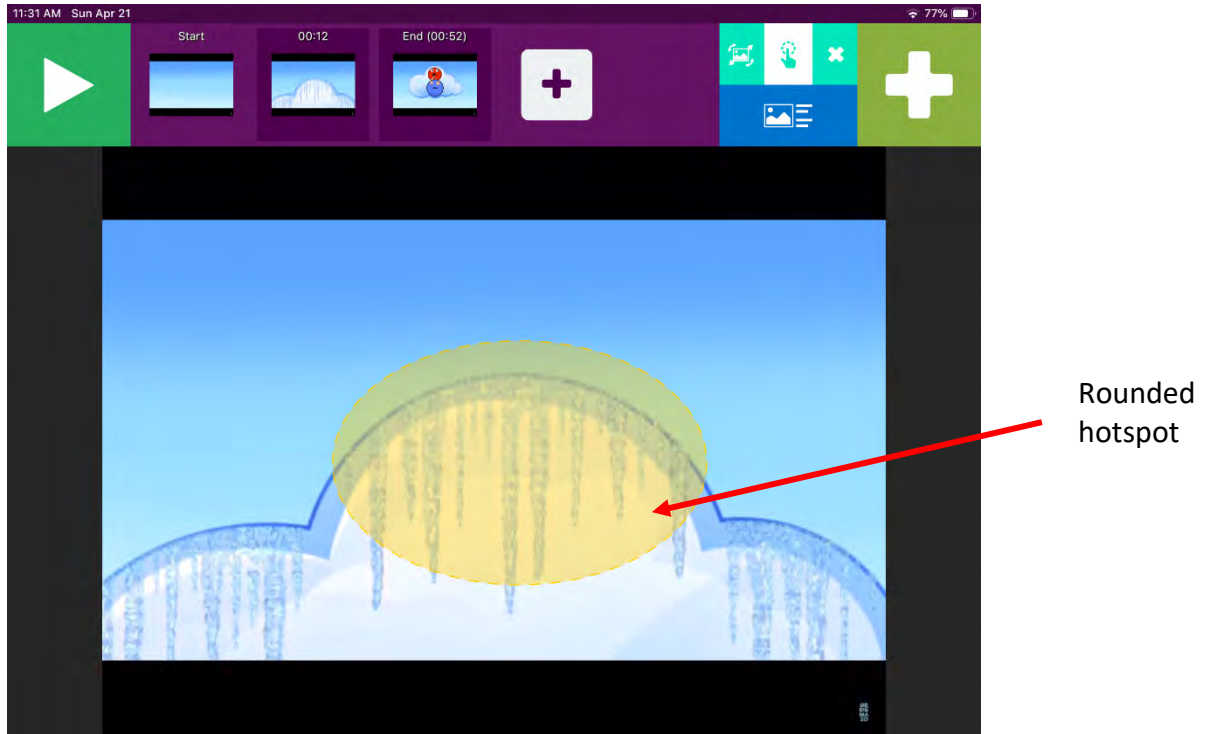 11:31 AM Sun Apr 21
77%
Start
00:12
End (00:52)
Rounded
hotspot